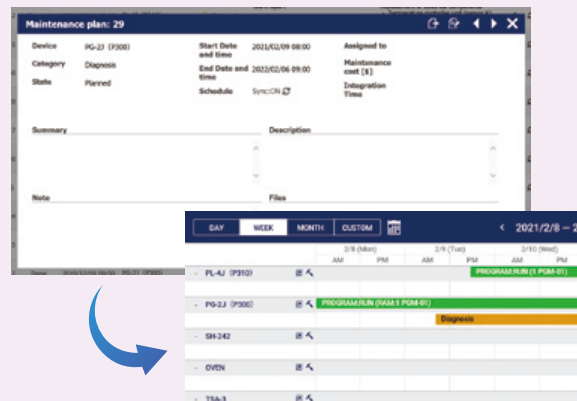 Maintenance plan: 29
Device PG-2J (P300) Start Date and time 2021/02/09 08:00 Assigned to
Category Diagnosis End Date and time 2022/02/06 09:00 Maintenance cost [$]
State Planned Schedule Sync:ON Integration Time
Summary Description
Note Files
DAY WEEK MONTH CUSTOM < 2021/2/8 – 2
2/8 (Mon) 2/9 (Tue) 2/10 (Wed)
AM PM AM PM AM PM
PL-4J (P310) PROGRAM:RUN (1:PGM-01)
PG-2J (P300) PROGRAM:RUN (RAM:1 PGM-01)
Diagnosis
SH-242
OVEN
TSA-3